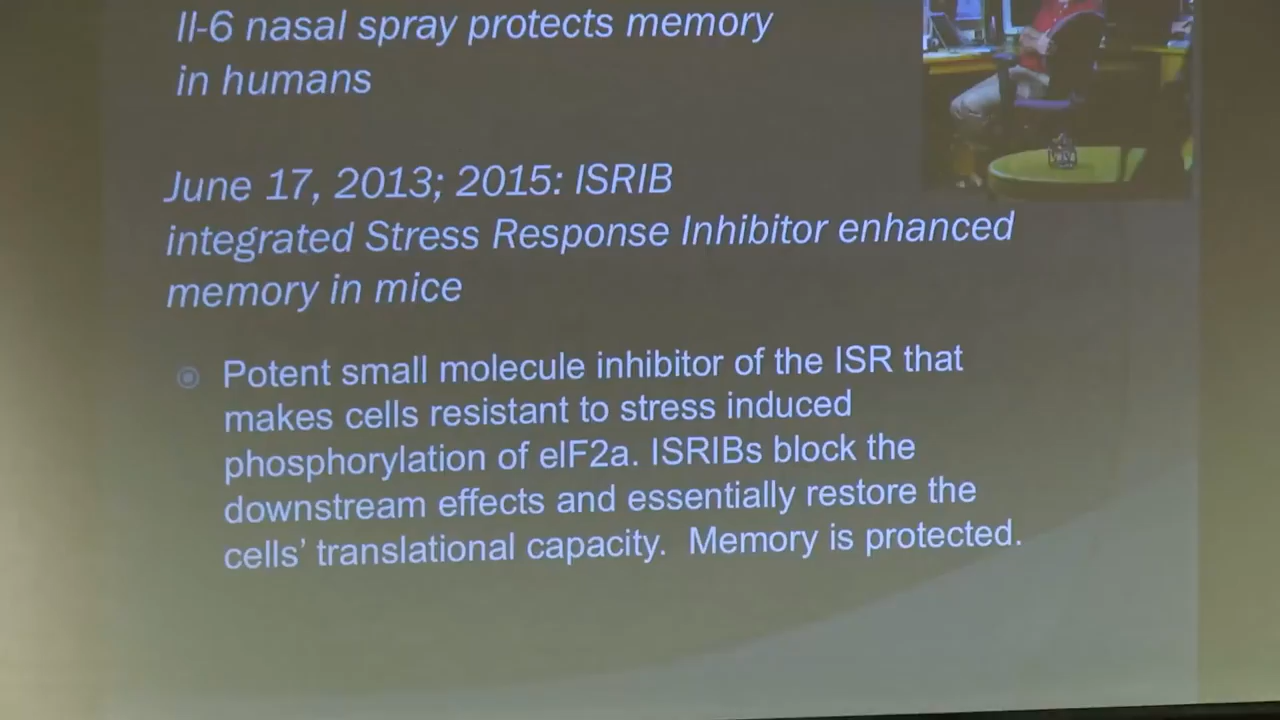 Il-6 nasal spray protects memory
in humans
June 17, 2013; 2015: ISRIB
integrated Stress Response Inhibitor enhanced
memory in mice
Potent small molecule inhibitor of the ISR that
makes cells resistant to stress induced
phosphorylation of eIF2a. ISRIBs block the
downstream effects and essentially restore the
cells’ translational capacity. Memory is protected.